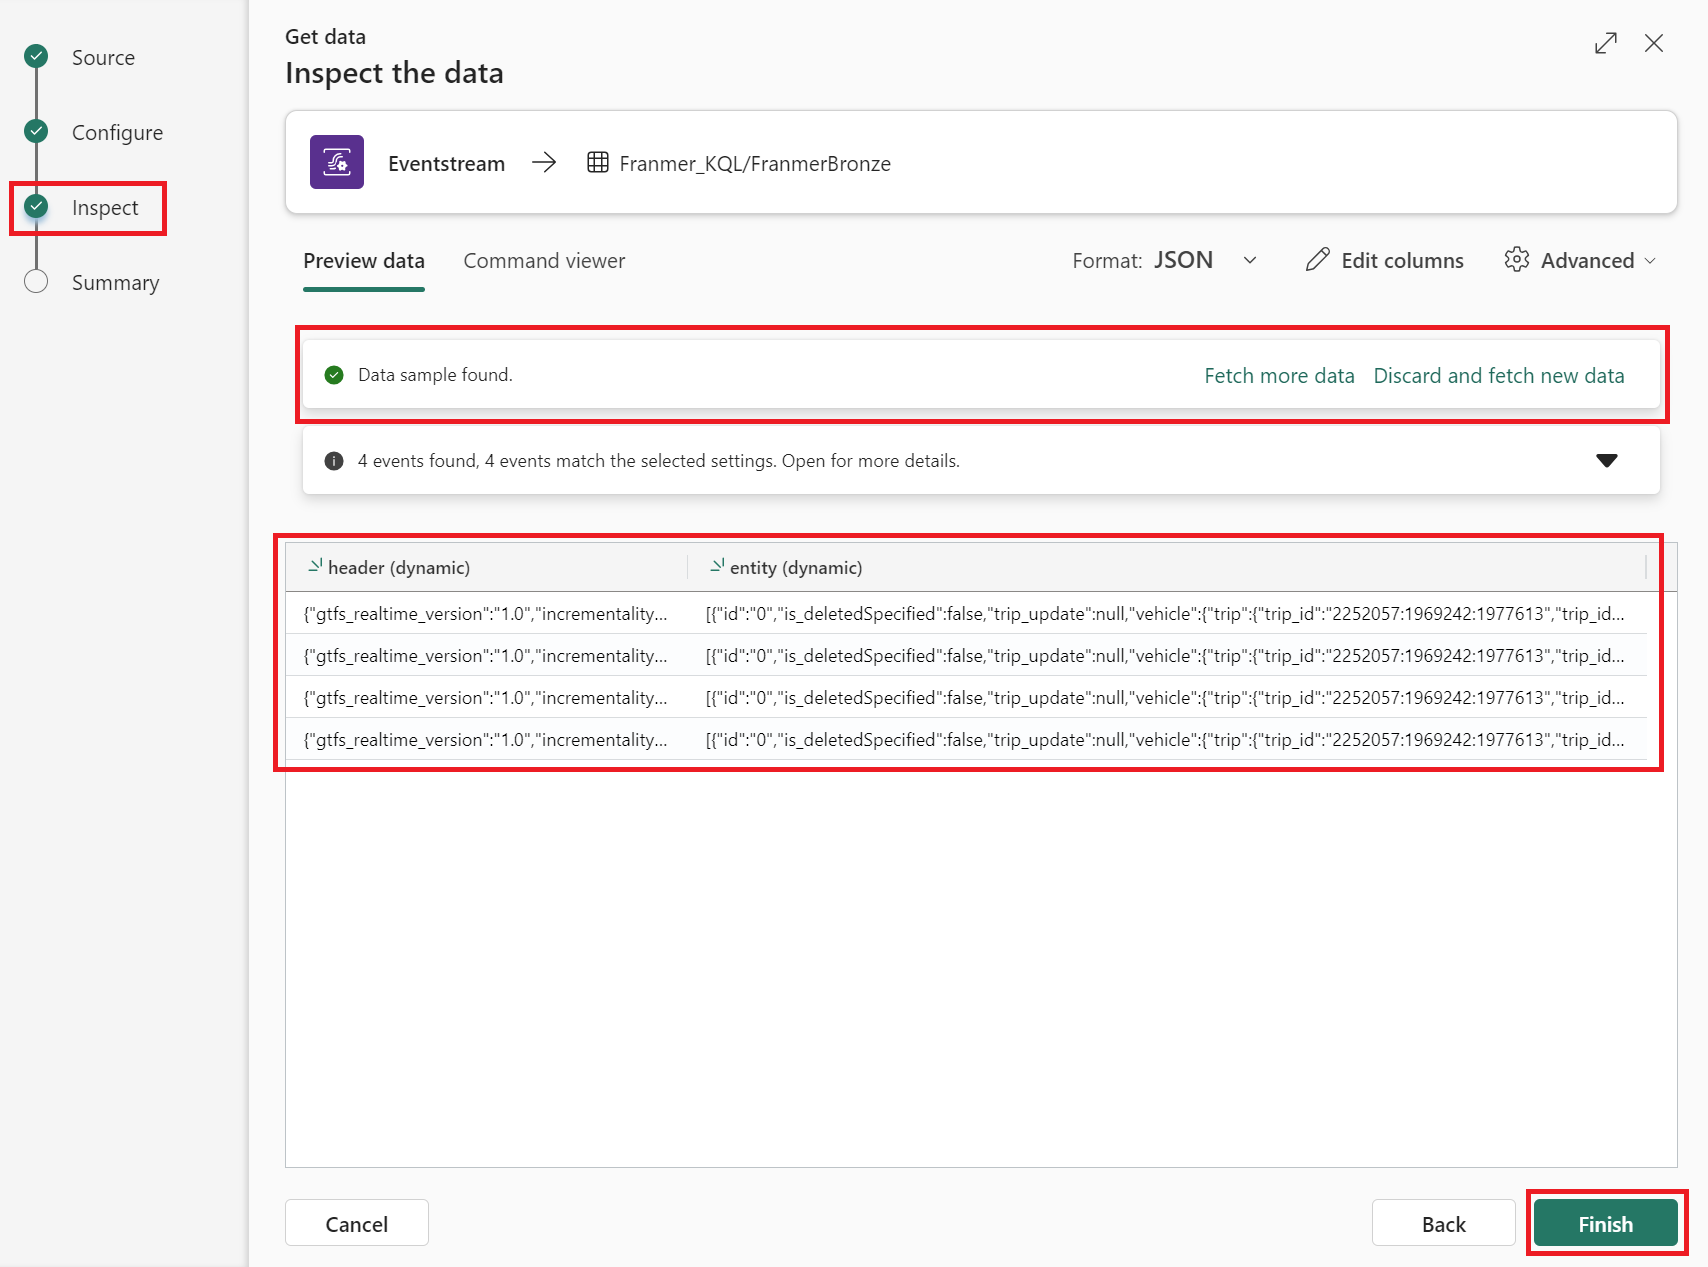 Source
Configure
Inspect
Summary
Get data
Inspect the data
Eventstream → Franmer_KQL/FranmerBronze
Preview data Command viewer Format: JSON Edit columns Advanced
Data sample found. Fetch more data Discard and fetch new data
4 events found, 4 events match the selected settings. Open for more details.
header (dynamic) entity (dynamic)
{"gtfs_realtime_version":"1.0","incrementality... [{"id":"0","is_deletedSpecified":false,"trip_update":null,"vehicle":{"trip":{"trip_id":"2252057:1969242:1977613","trip_id...
{"gtfs_realtime_version":"1.0","incrementality... [{"id":"0","is_deletedSpecified":false,"trip_update":null,"vehicle":{"trip":{"trip_id":"2252057:1969242:1977613","trip_id...
{"gtfs_realtime_version":"1.0","incrementality... [{"id":"0","is_deletedSpecified":false,"trip_update":null,"vehicle":{"trip":{"trip_id":"2252057:1969242:1977613","trip_id...
{"gtfs_realtime_version":"1.0","incrementality... [{"id":"0","is_deletedSpecified":false,"trip_update":null,"vehicle":{"trip":{"trip_id":"2252057:1969242:1977613","trip_id...
Cancel Back Finish